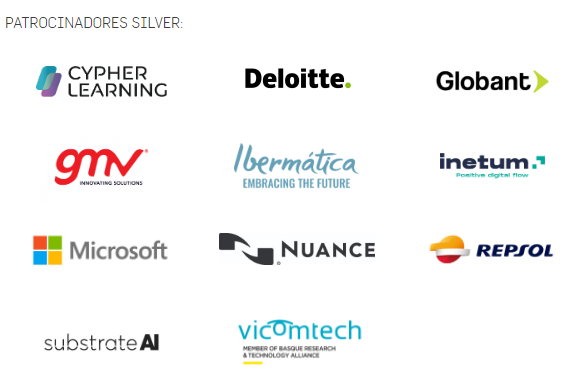 PATROCINADORES SILVER:
CYPHER
LEARNING
Deloitte.
Globant
gmv®
INNOVATING SOLUTIONS
Ibermática
EMBRACING THE FUTURE
inetum.
Positive digital flow
Microsoft
NUANCE
®
REPSOL
substrate AI
vicomtech
MEMBER OF BASQUE RESEARCH
& TECHNOLOGY ALLIANCE